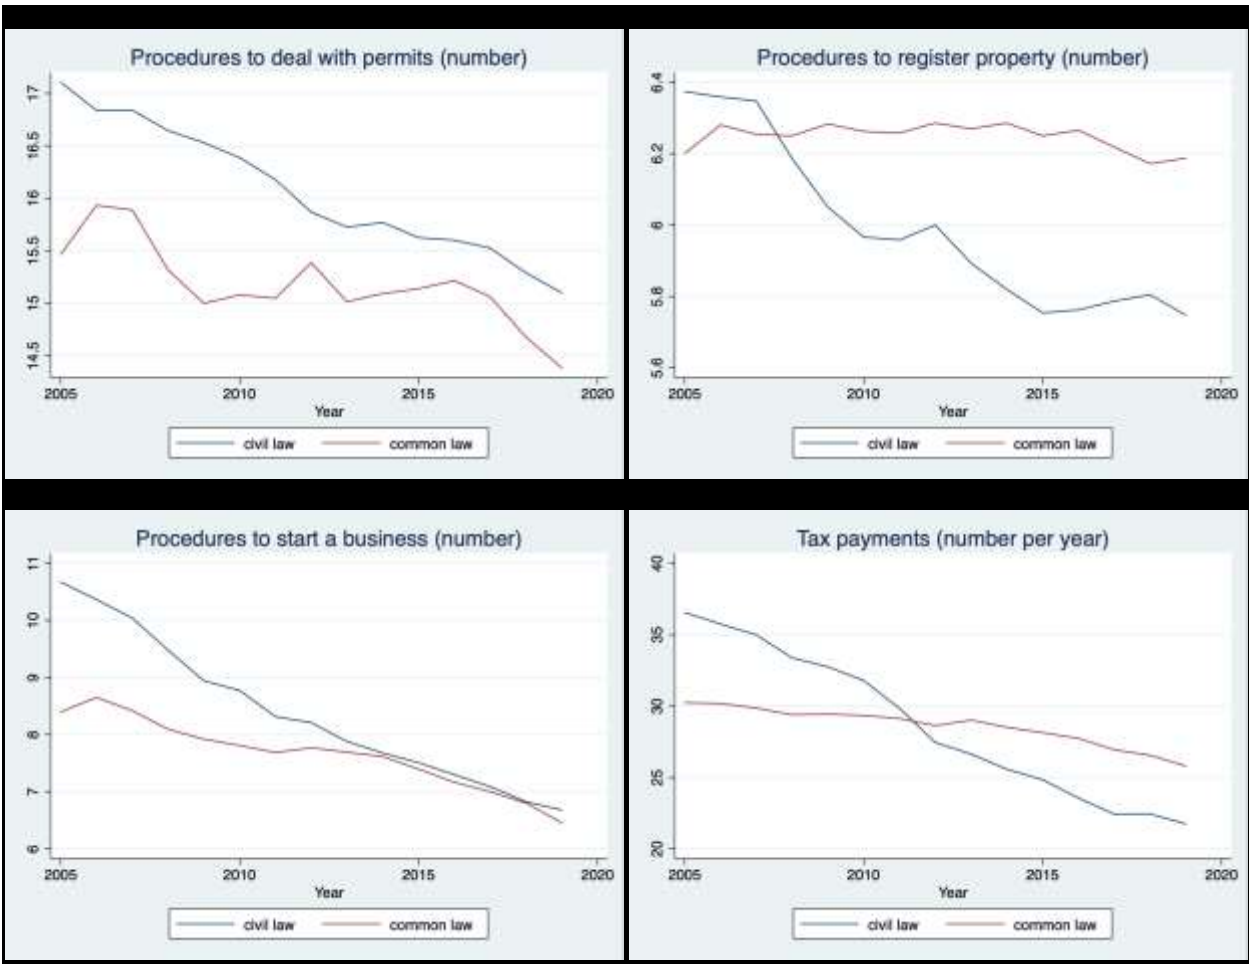 Procedures to deal with permits (number)
17
16.5
16
15.5
15
14.5
2005 2010 2015 2020
Year
civil law common law
Procedures to register property (number)
6.4
6.2
6
5.8
5.6
2005 2010 2015 2020
Year
civil law common law
Procedures to start a business (number)
11
10
9
8
7
6
2005 2010 2015 2020
Year
civil law common law
Tax payments (number per year)
40
35
30
25
20
2005 2010 2015 2020
Year
civil law common law